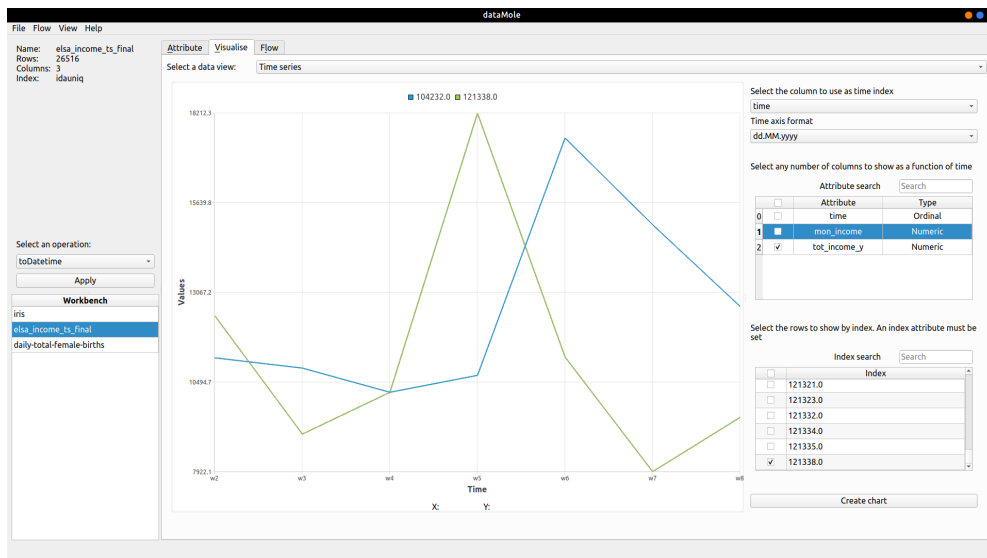 dataMole
File Flow View Help
Name: elsa_income_ts_final
Rows: 26516
Columns: 3
Index: idauniq
Select an operation:
toDatetime
Apply
Workbench
iris
elsa_income_ts_final
daily-total-female-births
Attribute Visualise Flow
Select a data view: Time series
104232.0 121338.0
18212.3
15639.8
13067.2
10494.7
7922.1
Values
w2 w3 w4 w5 w6 w7 w8
Time
X: Y:
Select the column to use as time index
time
Time axis format
dd.MM.yyyy
Select any number of columns to show as a function of time
Attribute search Search
Attribute Type
0 time Ordinal
1 mon_income Numeric
2 tot_income_y Numeric
Select the rows to show by index. An index attribute must be
set
Index search Search
Index
121321.0
121323.0
121332.0
121334.0
121335.0
121338.0
Create chart